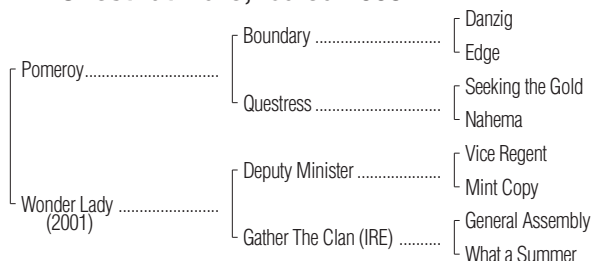 Danzig
Boundary ..............................
Edge
Pomeroy......................................
Seeking the Gold
Questress ..............................
Nahema
Vice Regent
Deputy Minister ....................
Mint Copy
Wonder Lady ............................
(2001)
General Assembly
Gather The Clan (IRE) ..........
What a Summer